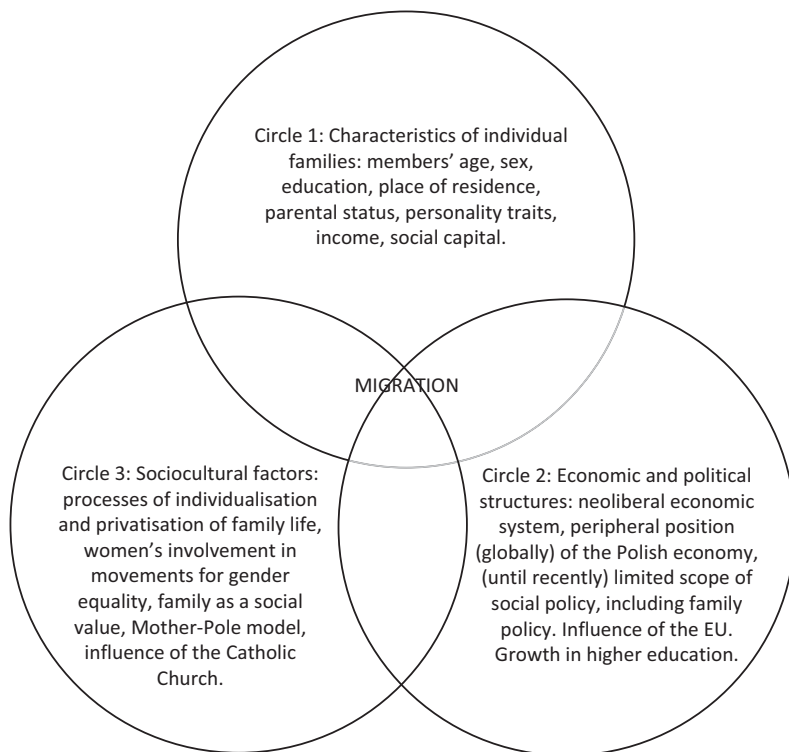 Circle 1: Characteristics of individual
families: members’ age, sex,
education, place of residence,
parental status, personality traits,
income, social capital.
MIGRATION
Circle 3: Sociocultural factors:
processes of individualisation
and privatisation of family life,
women’s involvement in
movements for gender
equality, family as a social
value, Mother-Pole model,
influence of the Catholic
Church.
Circle 2: Economic and political
structures: neoliberal economic
system, peripheral position
(globally) of the Polish economy,
(until recently) limited scope of
social policy, including family
policy. Influence of the EU.
Growth in higher education.